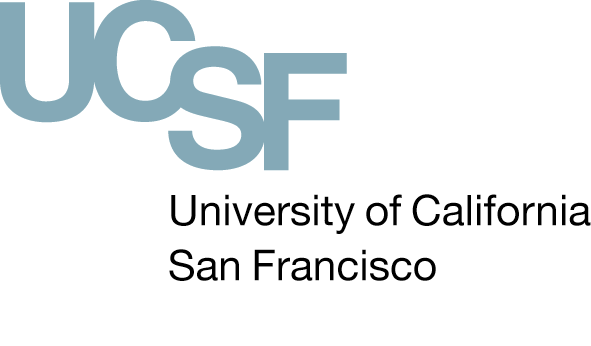 UCSF
University of California
San Francisco